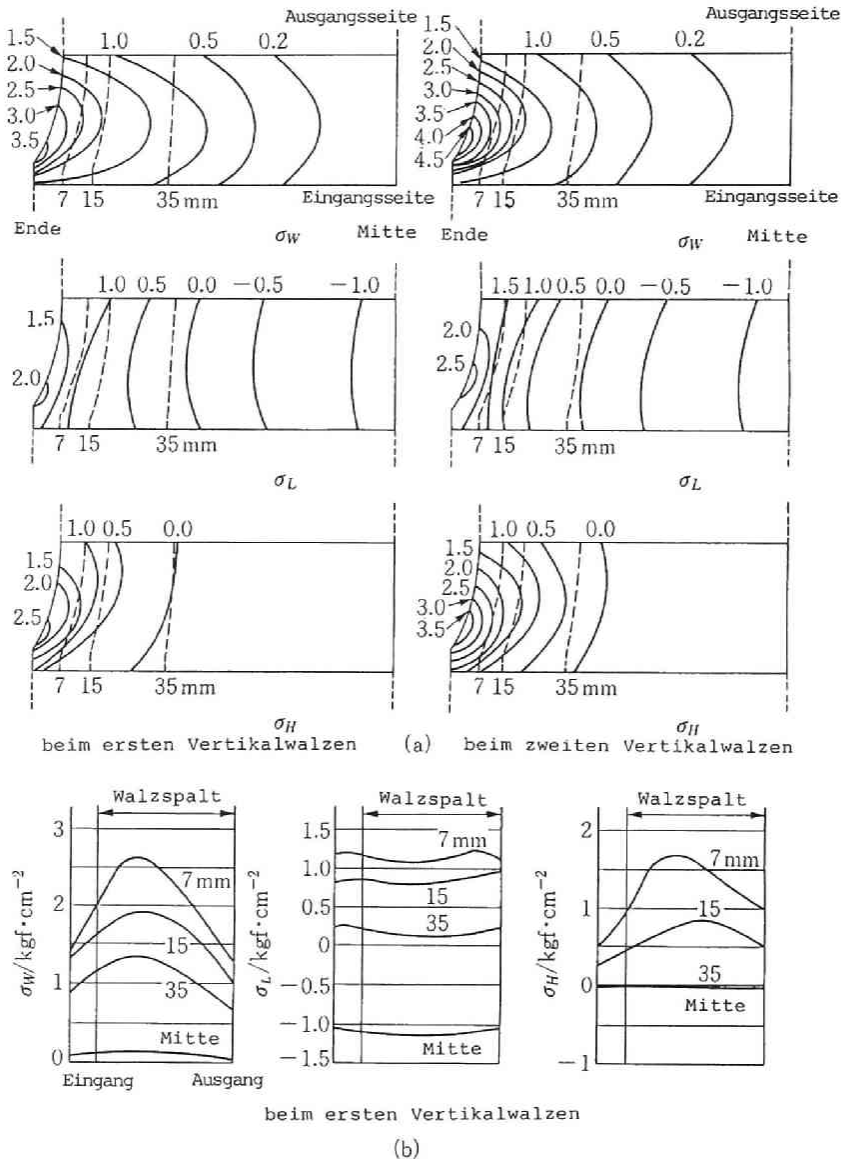 Ausgangsseite
1.5 1.0 0.5 0.2
2.0
2.5
3.0
3.5
7 15 35 mm Eingangsseite
Ende σW Mitte
Ausgangsseite
1.5
2.0 1.0 0.5 0.2
2.5
3.0
3.5
4.0
4.5
7 15 35 mm Eingangsseite
Ende σW Mitte
1.0 0.5 0.0 −0.5 −1.0
1.5
2.0
7 15 35 mm
σL
1.5 1.0 0.5 0.0 −0.5 −1.0
2.0
2.5
7 15 35 mm
σL
1.0 0.5 0.0
1.5
2.0
2.5
7 15 35 mm
σH
1.0 0.5 0.0
1.5
2.0
2.5
3.0
3.5
7 15 35 mm
σH
beim ersten Vertikalwalzen (a) beim zweiten Vertikalwalzen
Walzspalt
σW/kgf·cm⁻²
3
2
1
0
7 mm
15
35
Mitte
Eingang Ausgang
Walzspalt
σL/kgf·cm⁻²
1.5
1.0
0.5
0
−0.5
−1.0
−1.5
7 mm
15
35
Mitte
Walzspalt
σH/kgf·cm⁻²
2
1
0
−1
7 mm
15
35
Mitte
beim ersten Vertikalwalzen
(b)